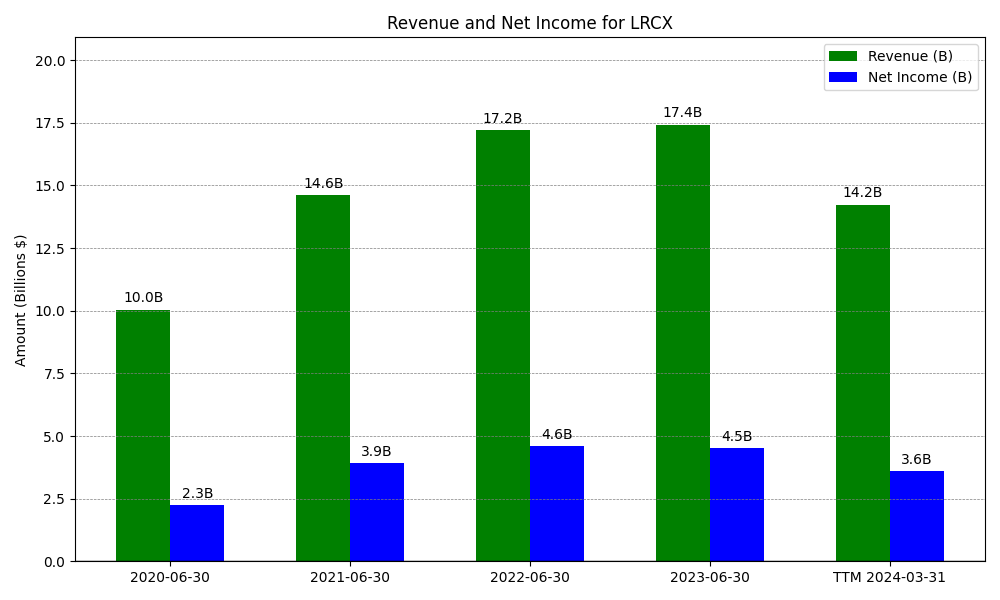 Revenue and Net Income for LRCX
Revenue (B)
Net Income (B)
Amount (Billions $)
20.0
17.5
15.0
12.5
10.0
7.5
5.0
2.5
0.0
10.0B
2.3B
14.6B
3.9B
17.2B
4.6B
17.4B
4.5B
14.2B
3.6B
2020-06-30
2021-06-30
2022-06-30
2023-06-30
TTM 2024-03-31